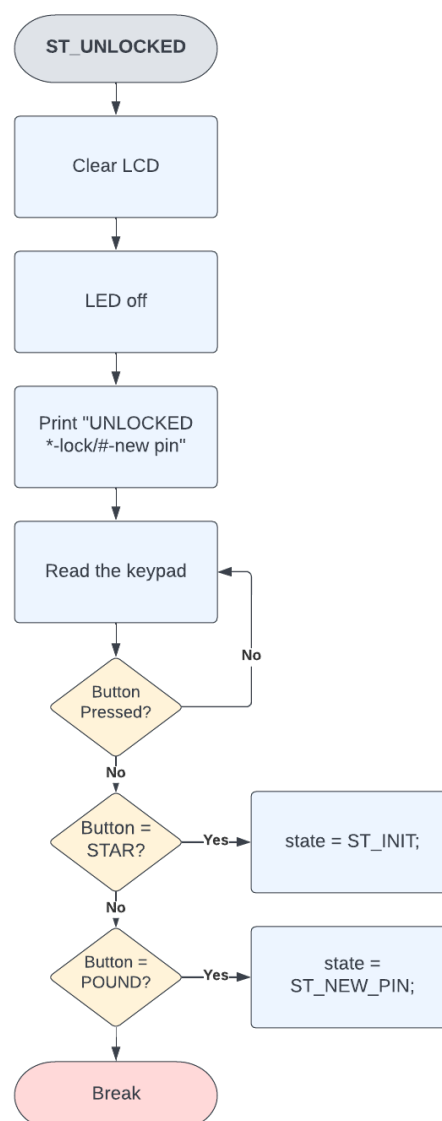 ST_UNLOCKED
Clear LCD
LED off
Print "UNLOCKED
*-lock/#-new pin"
Read the keypad
No
Button
Pressed?
No
Button =
STAR?
Yes
state = ST_INIT;
No
Button =
POUND?
Yes
state =
ST_NEW_PIN;
Break